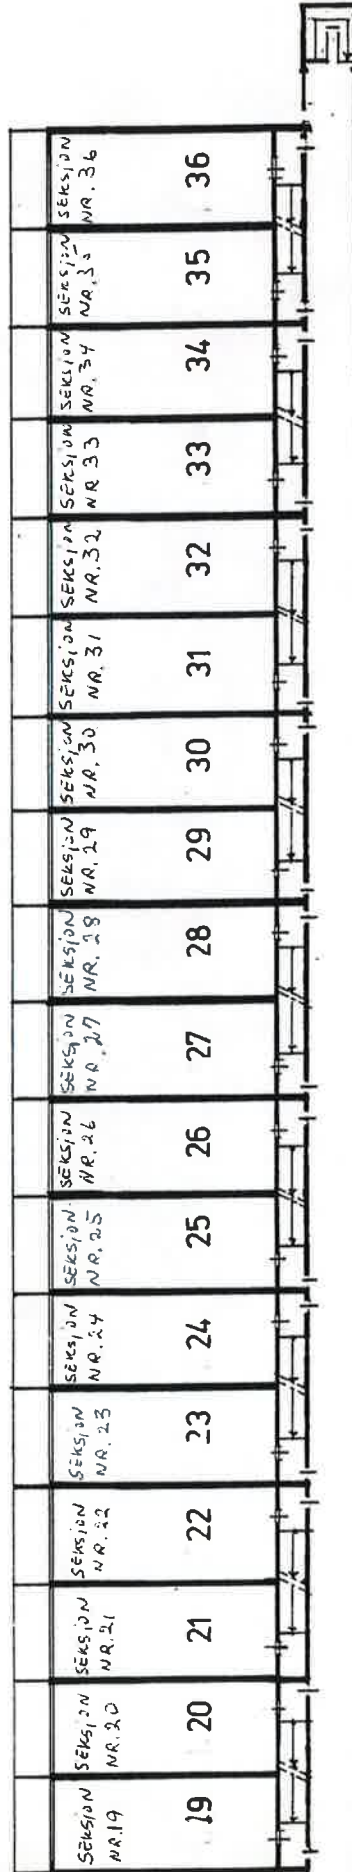 SEKSJON
NR. 36
36
SEKSJON
NR. 35
35
SEKSJON
NR. 34
34
SEKSJON
NR 33
33
SEKSJON
NR. 32
32
SEKSJON
NR. 31
31
SEKSJON
NR. 30
30
SEKSJON
NR. 29
29
SEKSJON
NR. 28
28
SEKSJON
NR. 27
27
SEKSJON
NR. 26
26
SEKSJON
NR. 25
25
SEKSJON
NR. 24
24
SEKSJON
NR. 23
23
SEKSJON
NR. 22
22
SEKSJON
NR. 21
21
SEKSJON
NR. 20
20
SEKSJON
NR. 19
19